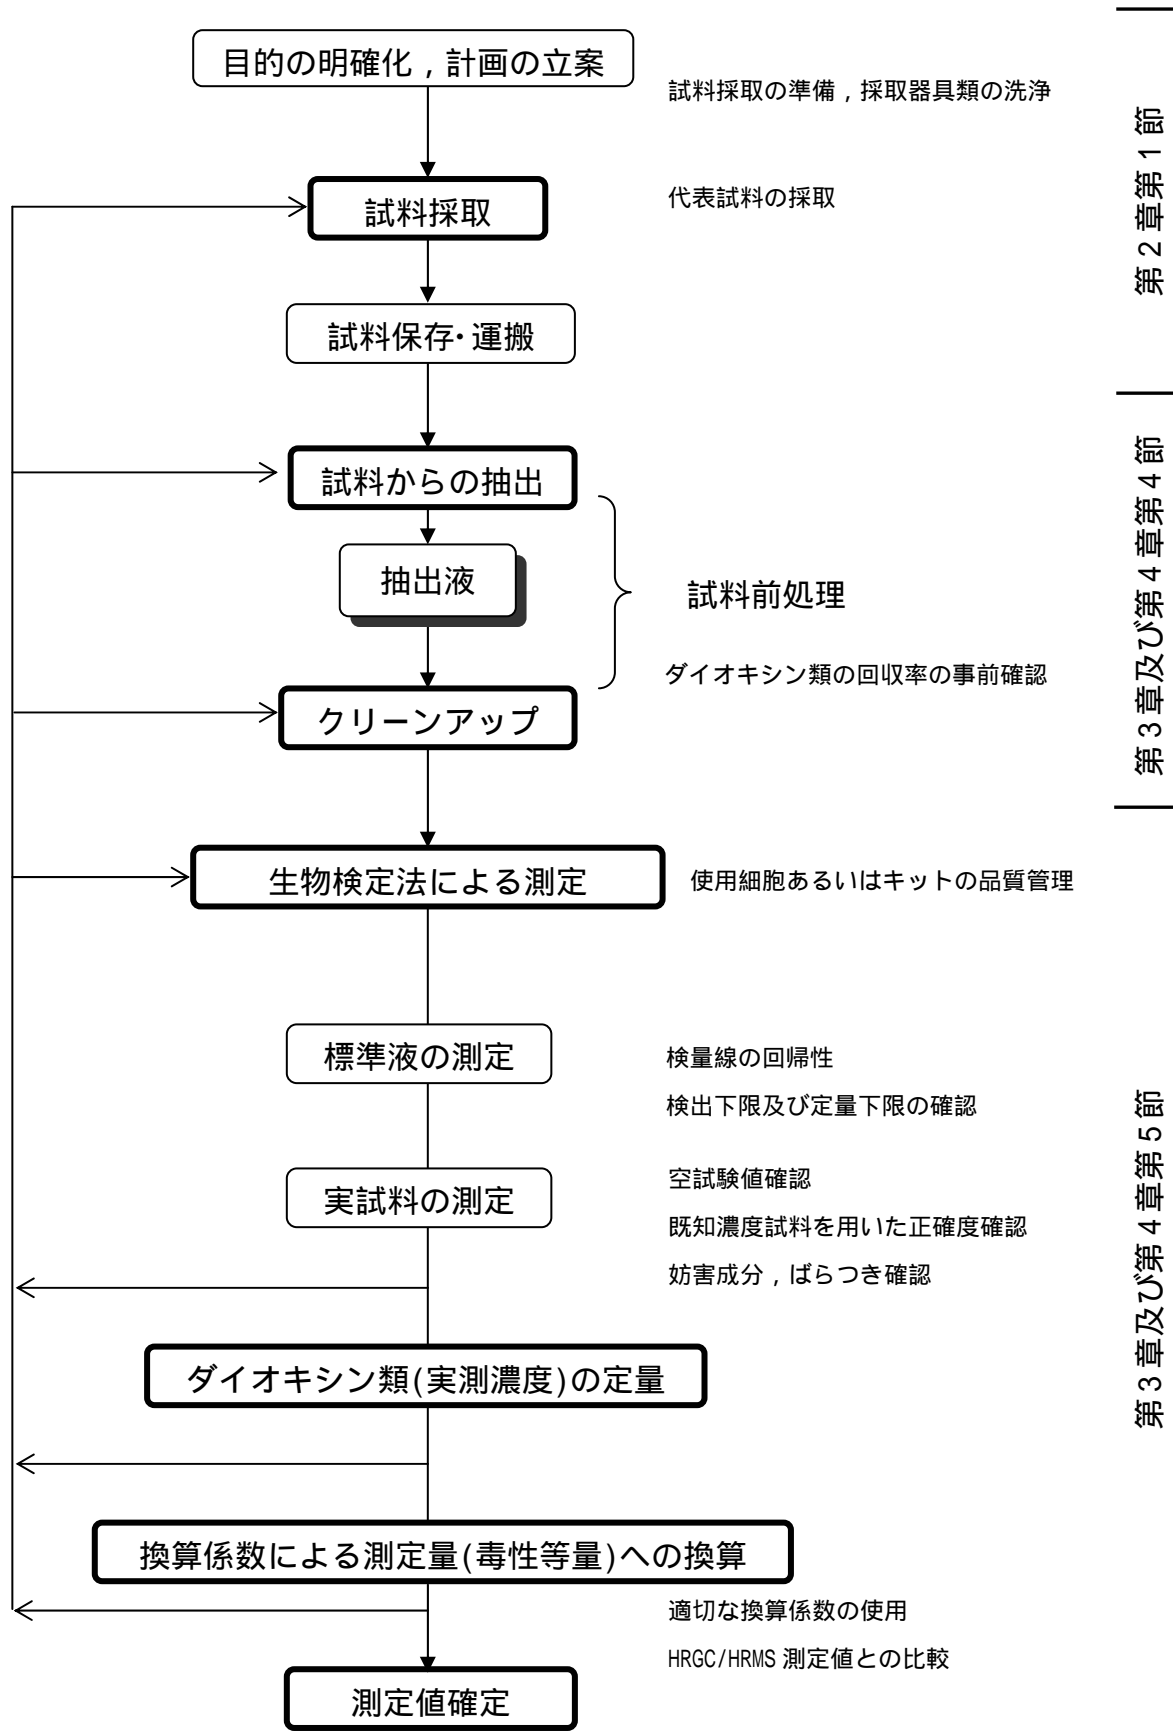 目的の明確化，計画の立案
試料採取の準備，採取器具類の洗浄
試料採取
代表試料の採取
試料保存・運搬
第２章第１節
試料からの抽出
抽出液
試料前処理
ダイオキシン類の回収率の事前確認
クリーンアップ
第３章及び第４章第４節
生物検定法による測定
使用細胞あるいはキットの品質管理
標準液の測定
検量線の回帰性
検出下限及び定量下限の確認
実試料の測定
空試験値確認
既知濃度試料を用いた正確度確認
妨害成分，ばらつき確認
ダイオキシン類(実測濃度)の定量
換算係数による測定量(毒性等量)への換算
適切な換算係数の使用
HRGC/HRMS 測定値との比較
測定値確定
第３章及び第４章第５節